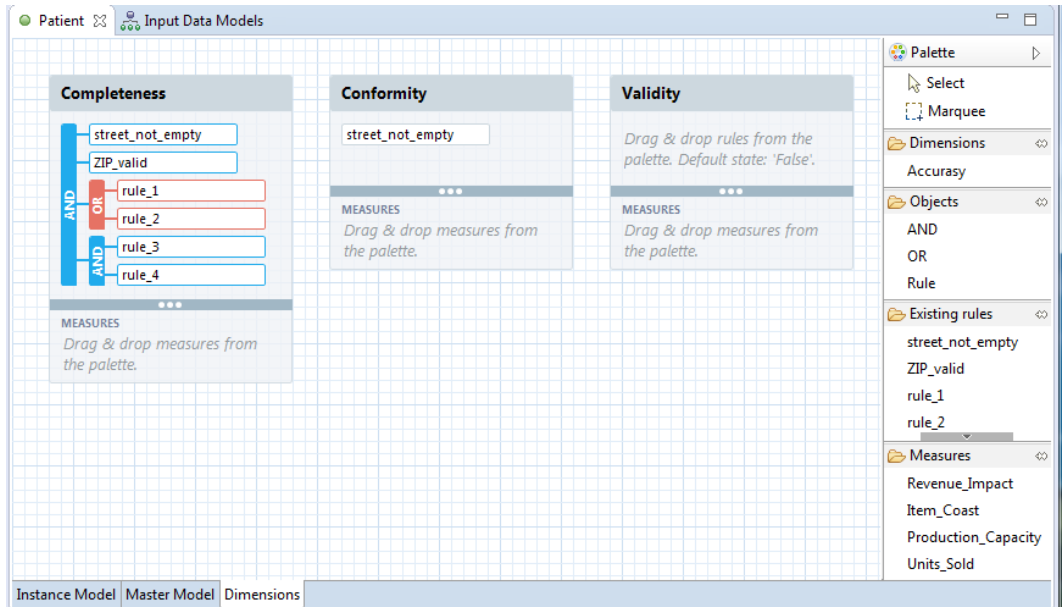 Patient
Input Data Models
Completeness
street_not_empty
ZIP_valid
AND
OR
rule_1
rule_2
AND
rule_3
rule_4
MEASURES
Drag & drop measures from
the palette.
Conformity
street_not_empty
MEASURES
Drag & drop measures from
the palette.
Validity
Drag & drop rules from the
palette. Default state: 'False'.
MEASURES
Drag & drop measures from
the palette.
Palette
Select
Marquee
Dimensions
Accurasy
Objects
AND
OR
Rule
Existing rules
street_not_empty
ZIP_valid
rule_1
rule_2
Measures
Revenue_Impact
Item_Coast
Production_Capacity
Units_Sold
Instance Model
Master Model
Dimensions